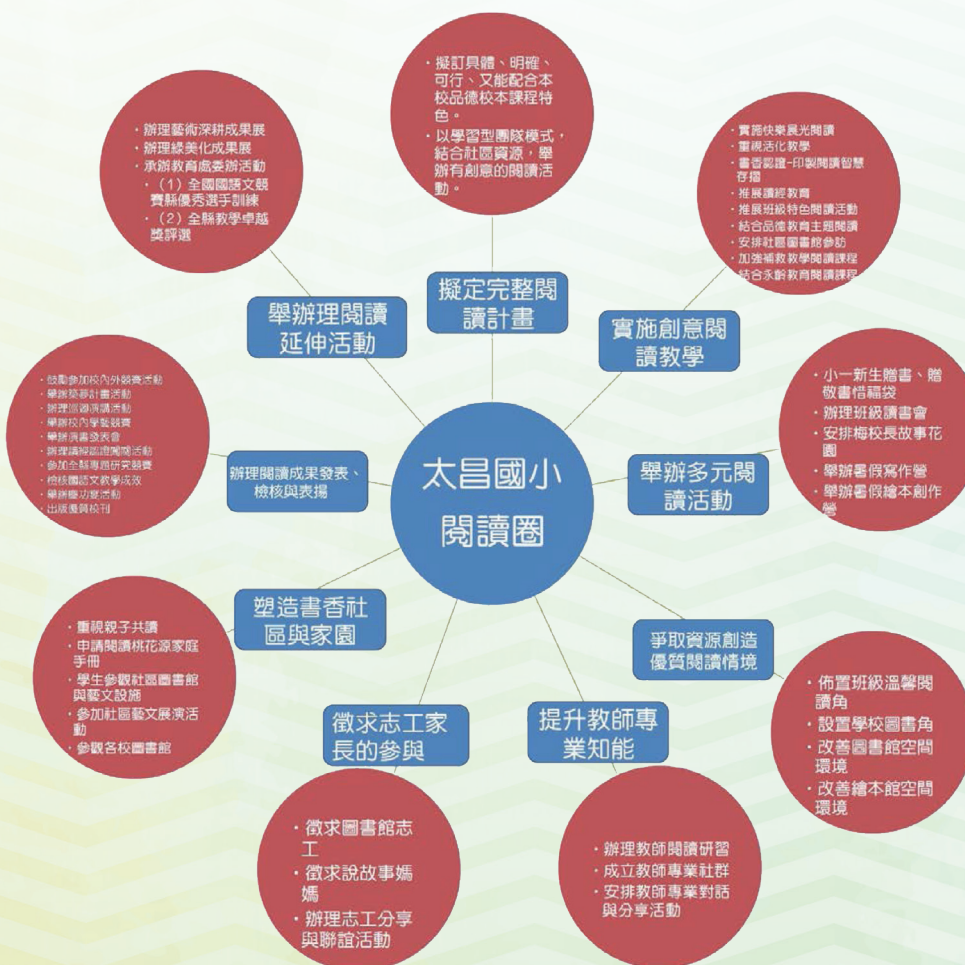 太昌國小
閱讀圈
擬定完整閱
讀計畫
・擬訂具體、明確、
可行、又能配合本
校品德校本課程特
色。
・以學習型團隊模式，
結合社區資源，舉
辦有創意的閱讀活
動。
實施創意閱
讀教學
・實施快樂晨光閱讀
・重視活化教學
・書香認證-印製閱讀智慧
存摺
・推展讀經教育
・推展班級特色閱讀活動
・結合品德教育主題閱讀
・安排社區圖書館參訪
・加強補救教學閱讀課程
・結合永齡教育閱讀課程
舉辦多元閱
讀活動
・小一新生贈書、贈
敬書惜福袋
・辦理班級讀書會
・安排梅校長故事花
園
・舉辦暑假寫作營
・舉辦暑假繪本創作
營
爭取資源創造
優質閱讀情境
・佈置班級溫馨閱
讀角
・設置學校圖書角
・改善圖書館空間
環境
・改善繪本館空間
環境
提升教師專
業知能
・辦理教師閱讀研習
・成立教師專業社群
・安排教師專業對話
與分享活動
徵求志工家
長的參與
・徵求圖書館志
工
・徵求說故事媽
媽
・辦理志工分享
與聯誼活動
塑造書香社
區與家園
・重視親子共讀
・申請閱讀桃花源家庭
手冊
・學生參觀社區圖書館
與藝文設施
・參加社區藝文展演活
動
・參觀各校圖書館
辦理閱讀成果發表、
檢核與表揚
・鼓勵參加校內外競賽活動
・舉辦築夢計畫活動
・辦理巡迴演講活動
・舉辦校內學藝競賽
・舉辦演書發表會
・辦理讀經認證闖關活動
・參加全縣專題研究競賽
・檢核國語文教學成效
・舉辦慶功宴活動
・出版優質校刊
舉辦理閱讀
延伸活動
・辦理藝術深耕成果展
・辦理綠美化成果展
・承辦教育處委辦活動
・（1）全國國語文競
賽縣優秀選手訓練
・（2）全縣教學卓越
獎評選